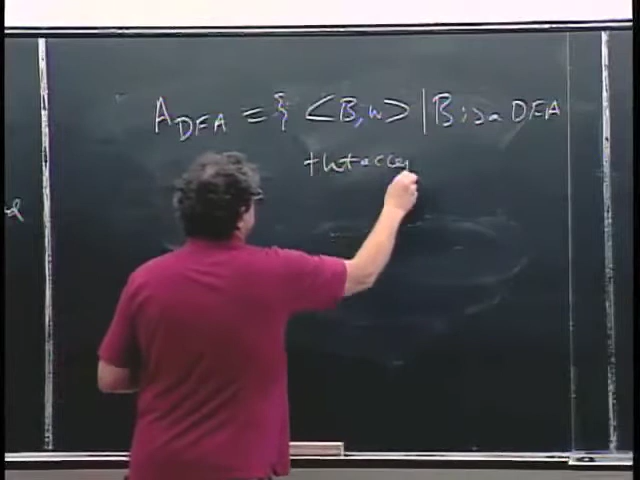 A_DFA = { <B,w> | B is a DFA
that accep